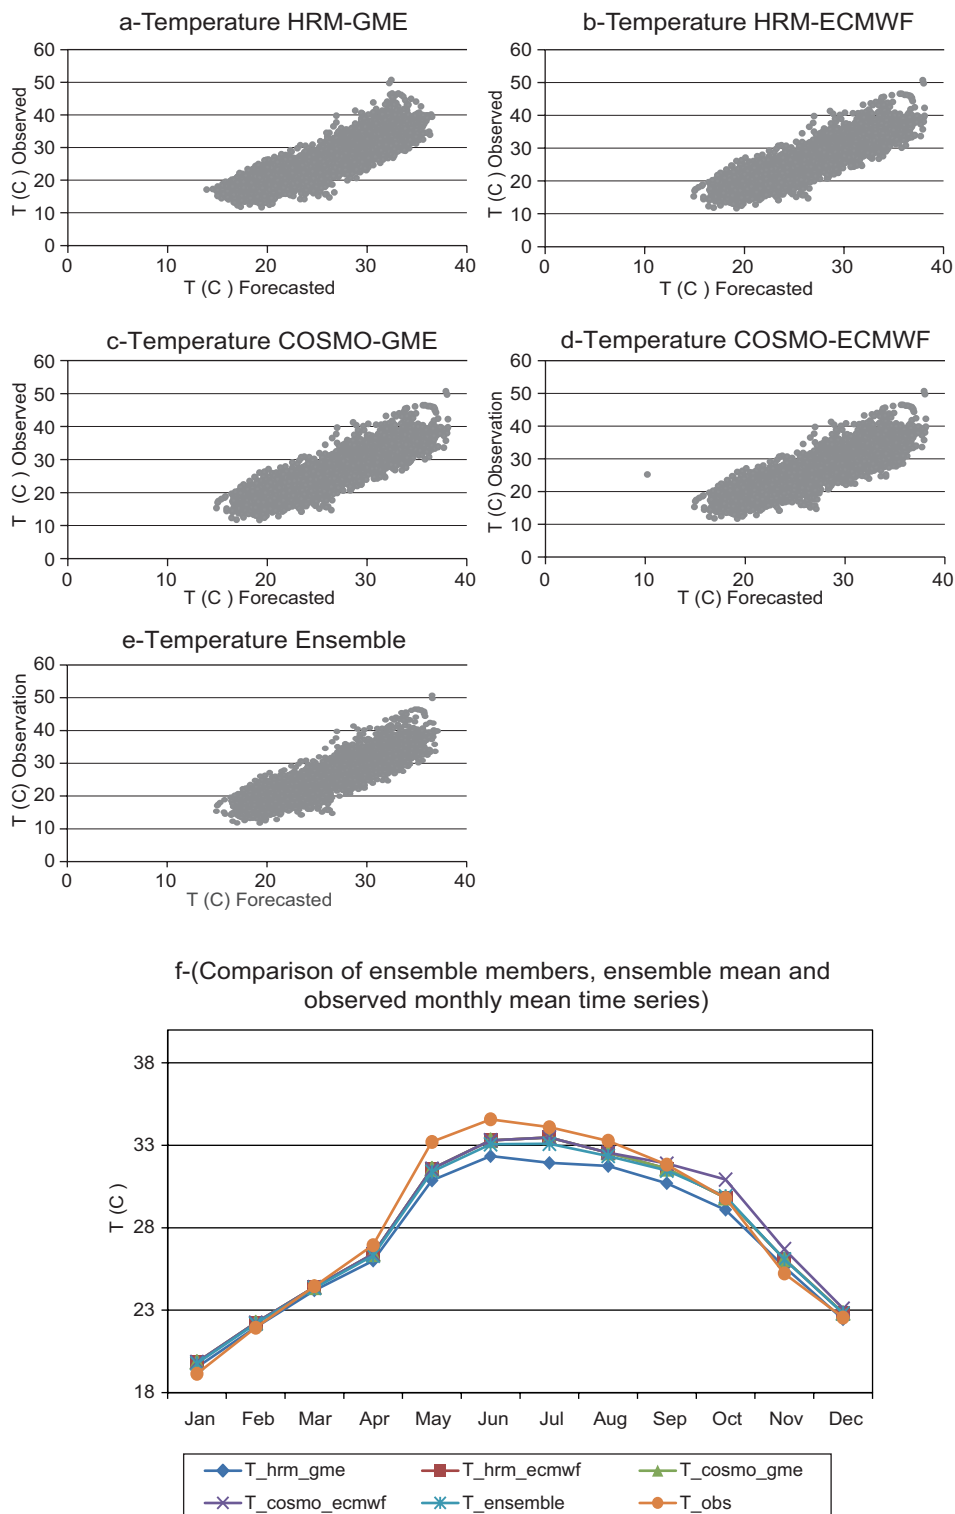 a-Temperature HRM-GME
60
50
40
30
20
10
0
T (C ) Observed
0 10 20 30 40
T (C ) Forecasted
b-Temperature HRM-ECMWF
60
50
40
30
20
10
0
T (C ) Observed
0 10 20 30 40
T (C ) Forecasted
c-Temperature COSMO-GME
60
50
40
30
20
10
0
T (C ) Observed
0 10 20 30 40
T (C ) Forecasted
d-Temperature COSMO-ECMWF
60
50
40
30
20
10
0
T (C) Observation
0 10 20 30 40
T (C) Forecasted
e-Temperature Ensemble
60
50
40
30
20
10
0
T (C) Observation
0 10 20 30 40
T (C) Forecasted
f-(Comparison of ensemble members, ensemble mean and
observed monthly mean time series)
38
33
28
23
18
T (C )
Jan Feb Mar Apr May Jun Jul Aug Sep Oct Nov Dec
T_hrm_gme T_hrm_ecmwf T_cosmo_gme
T_cosmo_ecmwf T_ensemble T_obs